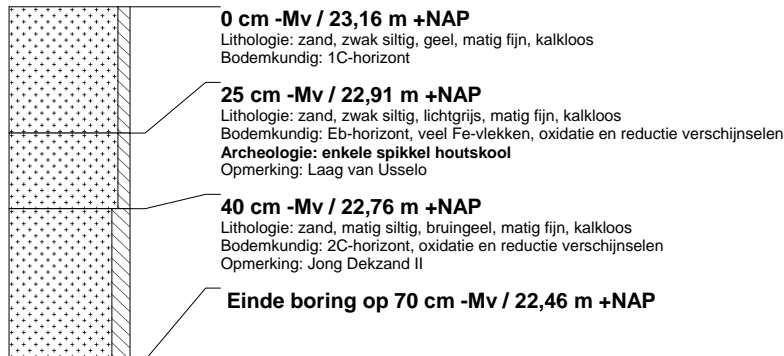 0 cm -Mv / 23,16 m +NAP
Lithologie: zand, zwak siltig, geel, matig fijn, kalkloos
Bodemkundig: 1C-horizont
25 cm -Mv / 22,91 m +NAP
Lithologie: zand, zwak siltig, lichtgrijs, matig fijn, kalkloos
Bodemkundig: Eb-horizont, veel Fe-vlekken, oxidatie en reductie verschijnselen
Archeologie: enkele spikkel houtskool
Opmerking: Laag van Usselo
40 cm -Mv / 22,76 m +NAP
Lithologie: zand, matig siltig, bruingeel, matig fijn, kalkloos
Bodemkundig: 2C-horizont, oxidatie en reductie verschijnselen
Opmerking: Jong Dekzand II
Einde boring op 70 cm -Mv / 22,46 m +NAP